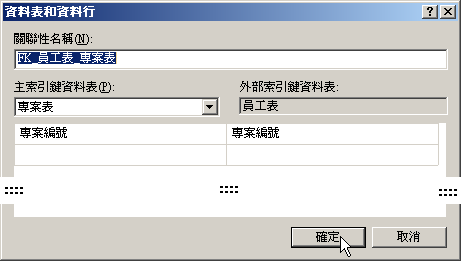 資料表和資料行
關聯性名稱(N):
FK_員工表_專案表
主索引鍵資料表(P):
外部索引鍵資料表:
專案表
員工表
專案編號
專案編號
確定
取消